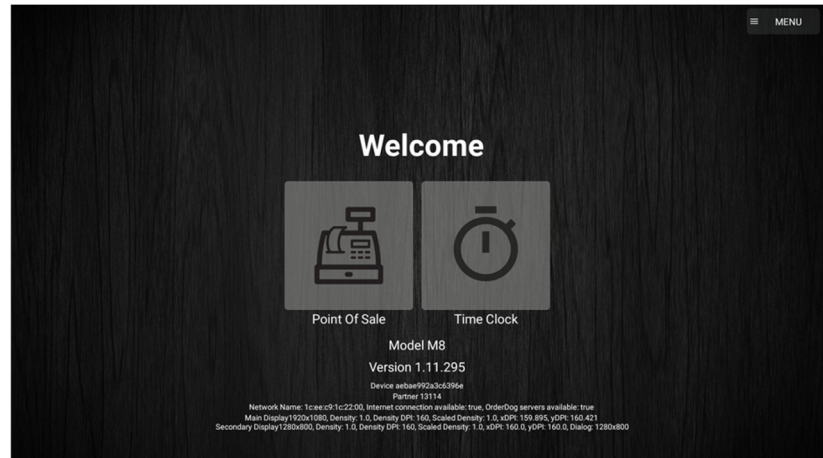 MENU
Welcome
Point Of Sale
Time Clock
Model M8
Version 1.11.295
Device aebae992a3c6396e
Partner 13114
Network Name: 1c:ee:c9:1c:22:00, Internet connection available: true, OrderDog servers available: true
Main Display1920x1080, Density: 1.0, Density DPI: 160, Scaled Density: 1.0, xDPI: 159.895, yDPI: 160.421
Secondary Display1280x800, Density: 1.0, Density DPI: 160, Scaled Density: 1.0, xDPI: 160.0, yDPI: 160.0, Dialog: 1280x800